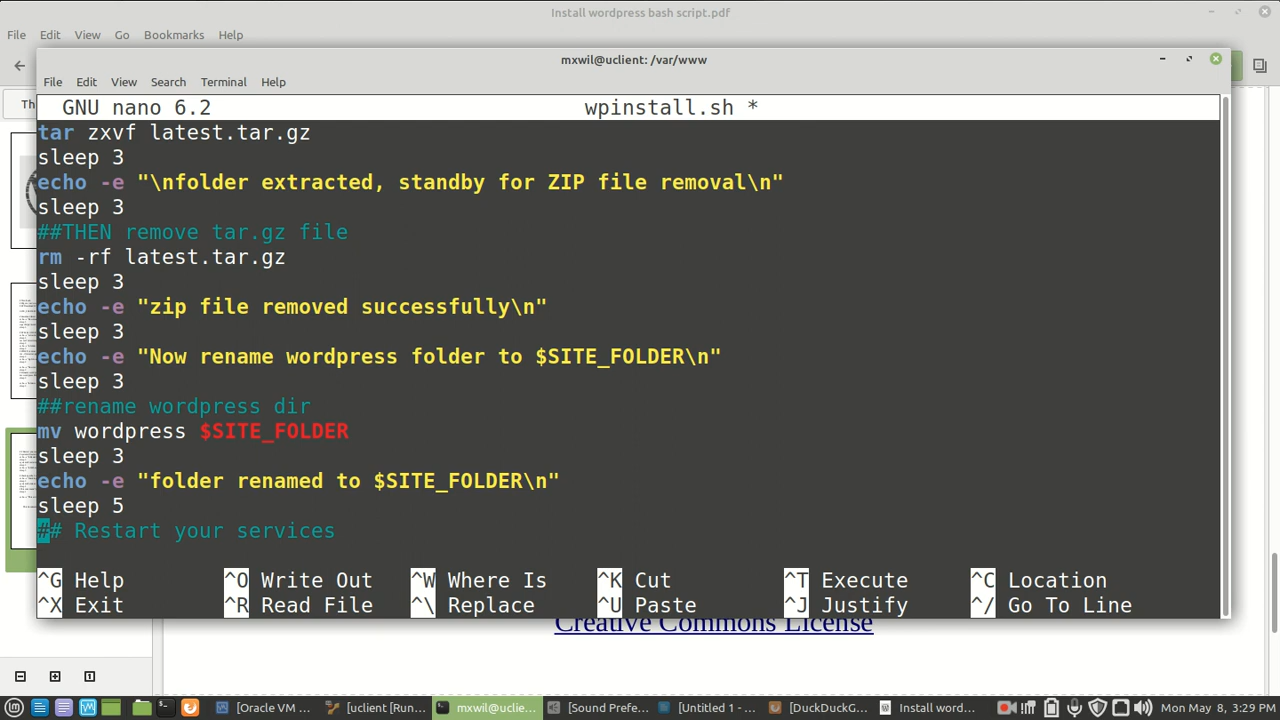 Install wordpress bash script.pdf
File Edit View Go Bookmarks Help
mxwil@uclient: /var/www
File Edit View Search Terminal Help
Th
GNU nano 6.2 wpinstall.sh *
tar zxvf latest.tar.gz
sleep 3
echo -e "\nfolder extracted, standby for ZIP file removal\n"
sleep 3
##THEN remove tar.gz file
rm -rf latest.tar.gz
sleep 3
echo -e "zip file removed successfully\n"
sleep 3
echo -e "Now rename wordpress folder to $SITE_FOLDER\n"
sleep 3
##rename wordpress dir
mv wordpress $SITE_FOLDER
sleep 3
echo -e "folder renamed to $SITE_FOLDER\n"
sleep 5
## Restart your services
^G Help ^O Write Out ^W Where Is ^K Cut ^T Execute ^C Location
^X Exit ^R Read File ^\ Replace ^U Paste ^J Justify ^/ Go To Line
Creative Commons License
[Oracle VM ... [uclient [Run... mxwil@uclie... [Sound Prefe... [Untitled 1 – ... [DuckDuckG... Install word... Mon May 8, 3:29 PM